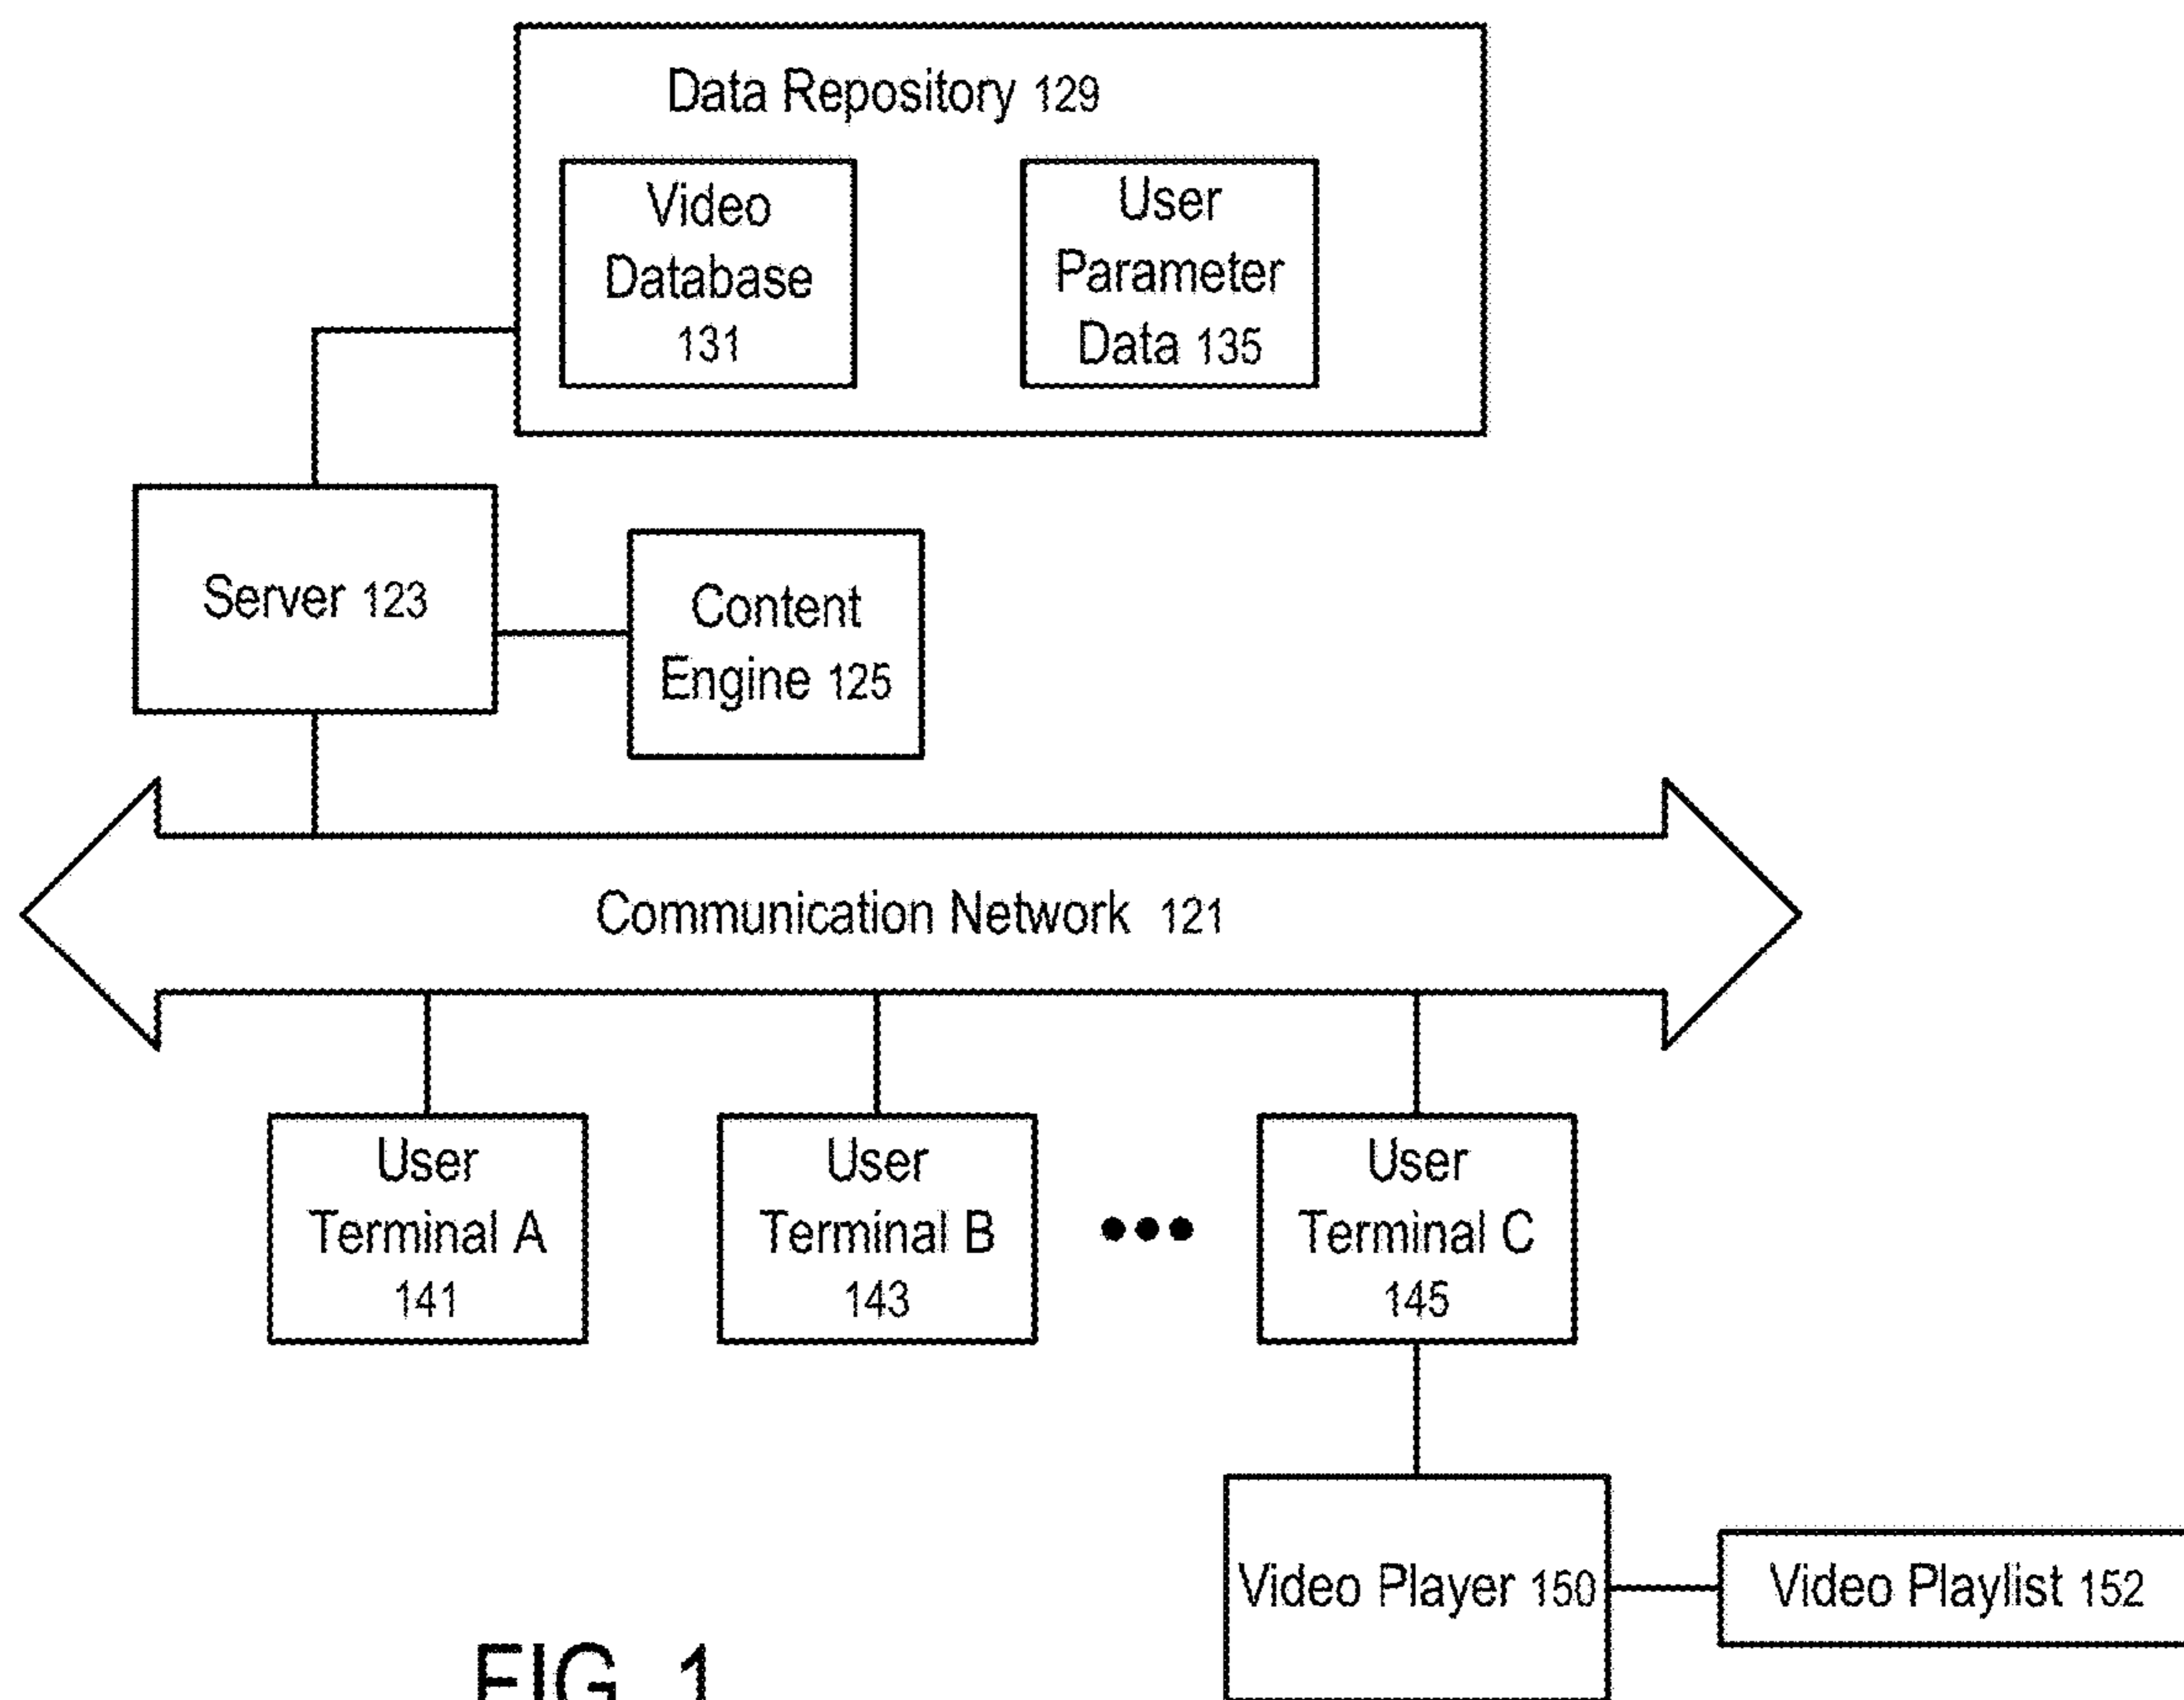 Data Repository 129
Video
Database
131
User
Parameter
Data 135
Server 123
Content
Engine 125
Communication Network 121
User
Terminal A
141
User
Terminal B
143
User
Terminal C
145
Video Player 150
Video Playlist 152
FIG. 1